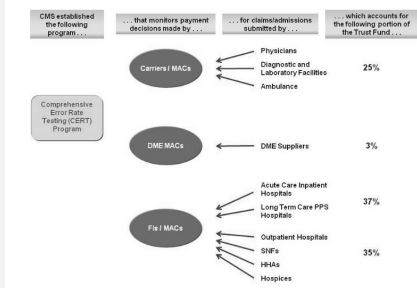 CMS established
the following
program . . .
. . . that monitors payment
decisions made by . . .
. . . for claims/admissions
submitted by . . .
. . . which accounts for
the following portion of
the Trust Fund . . .
Comprehensive
Error Rate
Testing (CERT)
Program
Carriers / MACs
Physicians
Diagnostic and
Laboratory Facilities
Ambulance
25%
DME MACs
DME Suppliers
3%
FIs / MACs
Acute Care Inpatient
Hospitals
Long Term Care PPS
Hospitals
37%
Outpatient Hospitals
SNFs
HHAs
Hospices
35%